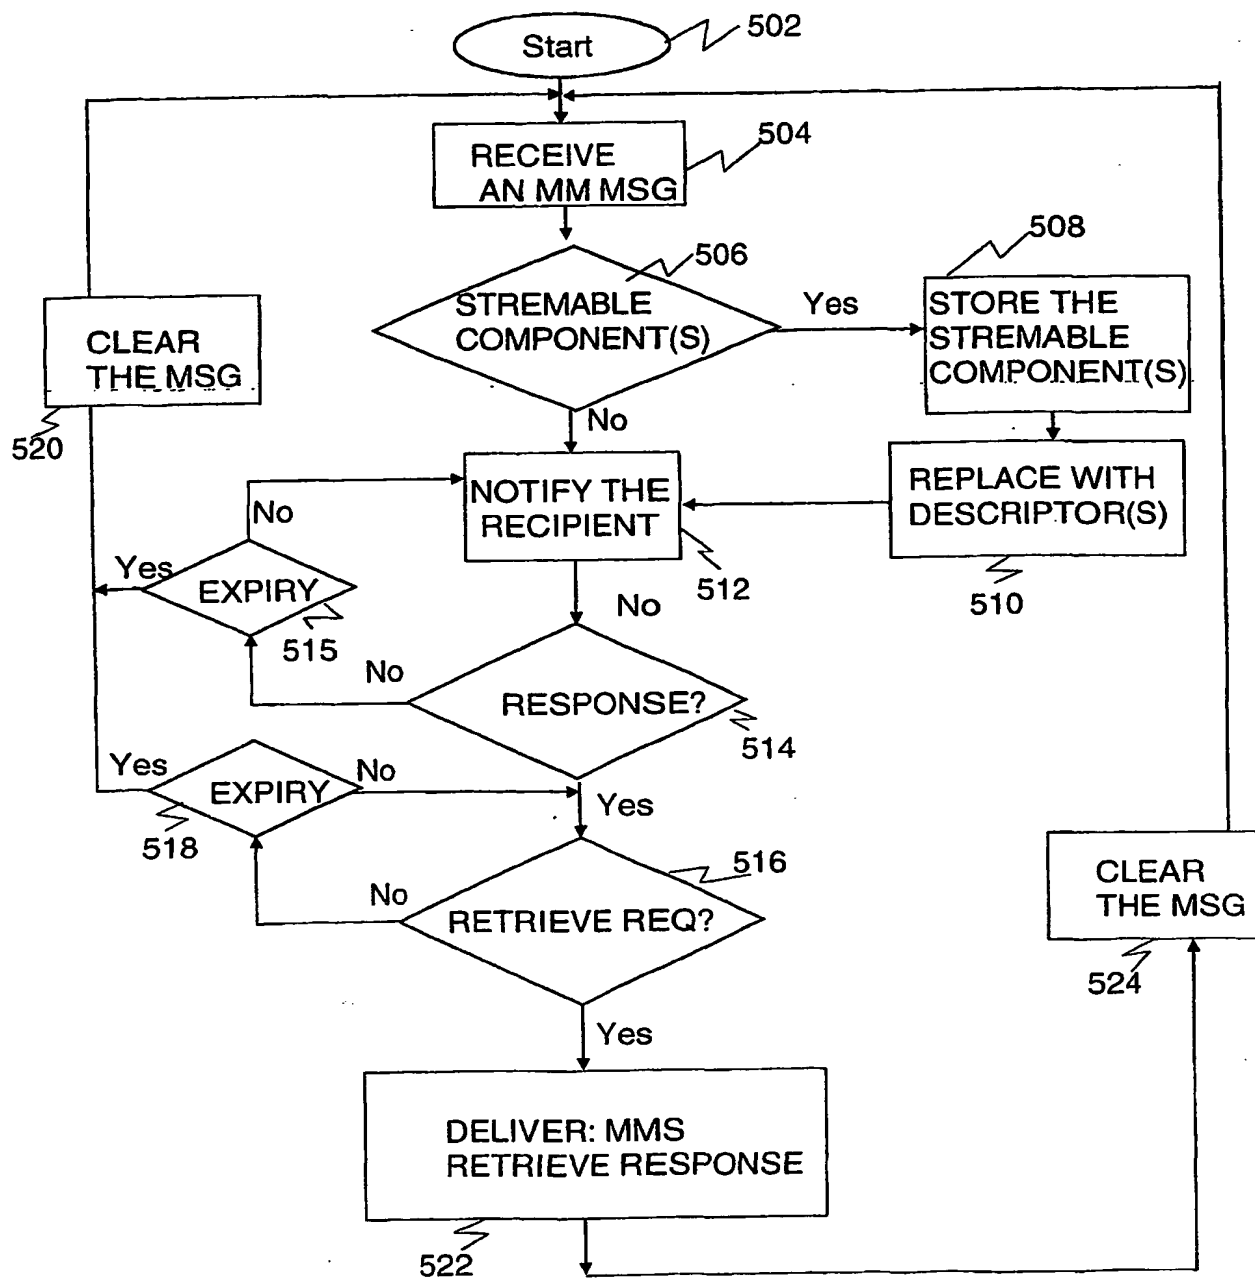 Start
502
RECEIVE
AN MM MSG
504
506
STREMABLE
COMPONENT(S)
Yes
508
STORE THE
STREMABLE
COMPONENT(S)
CLEAR
THE MSG
520
No
NOTIFY THE
RECIPIENT
512
REPLACE WITH
DESCRIPTOR(S)
510
No
Yes
EXPIRY
515
No
No
RESPONSE?
514
Yes
EXPIRY
No
518
Yes
516
No
RETRIEVE REQ?
CLEAR
THE MSG
524
Yes
DELIVER: MMS
RETRIEVE RESPONSE
522